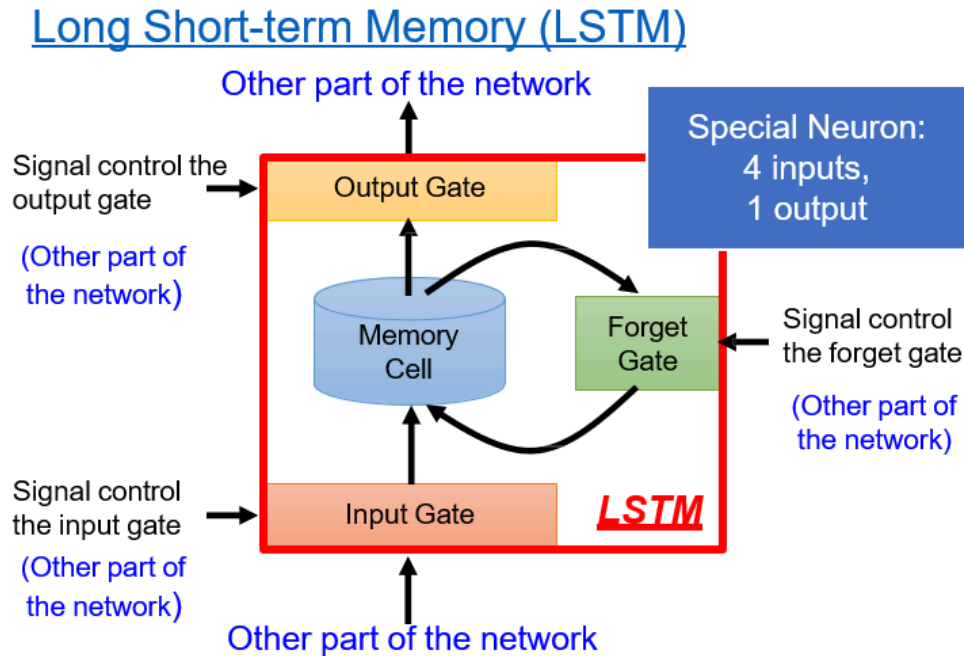 Long Short-term Memory (LSTM)
Other part of the network
Special Neuron:
4 inputs,
1 output
Signal control the
output gate
(Other part of
the network)
Output Gate
Memory
Cell
Forget
Gate
Signal control
the forget gate
(Other part of
the network)
Signal control
the input gate
(Other part of
the network)
Input Gate
LSTM
Other part of the network